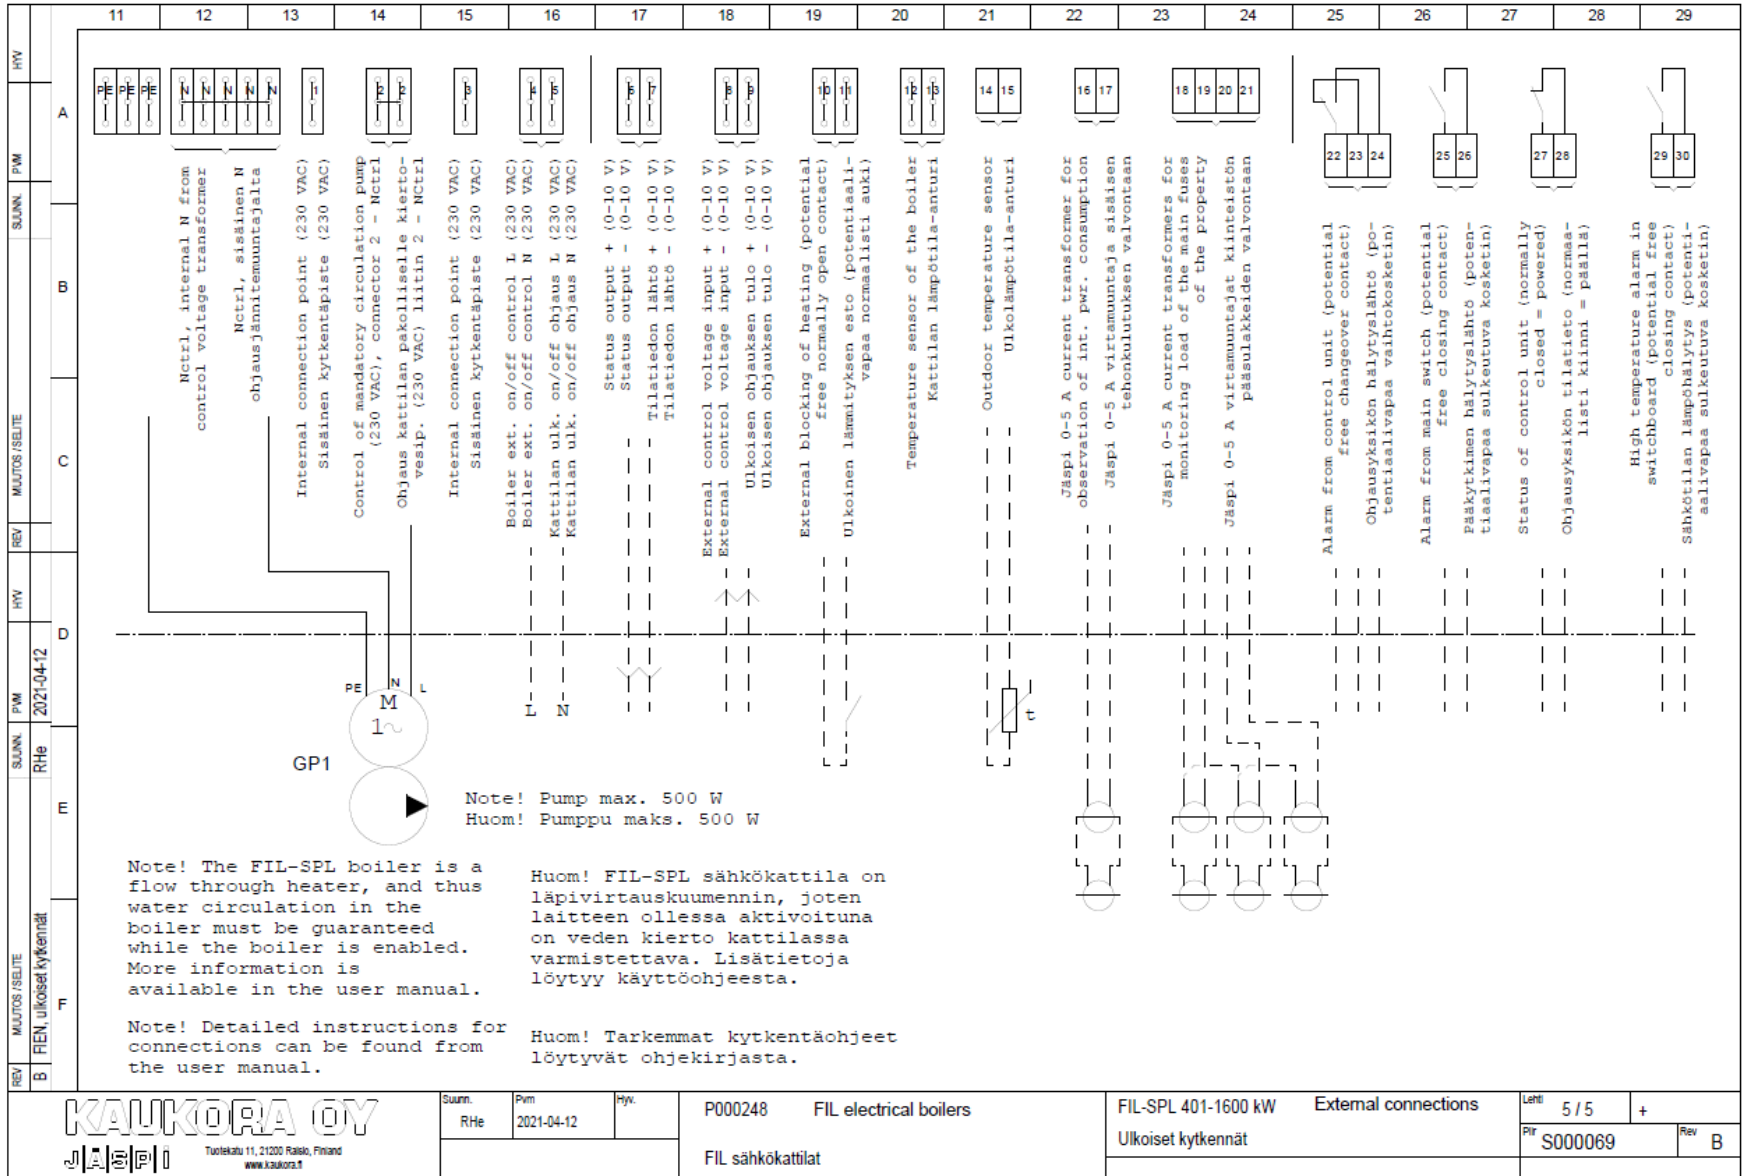 11 12 13 14 15 16 17 18 19 20 21 22 23 24 25 26 27 28 29
PE PE PE
N N N N N
1
2 2
3
4 5
6 7
8 9
10 11
12 13
14 15
16 17
18 19 20 21
22 23 24
25 26
27 28
29 30
A
B
C
D
E
F
Nctrl, internal N from
control voltage transformer
Nctrl, sisäinen N
ohjausjännitemuuntajalta
Internal connection point (230 VAC)
Sisäinen kytkentäpiste (230 VAC)
Control of mandatory circulation pump
(230 VAC), connector 2 - Nctrl
Ohjaus kattilan pakolliselle kierto-
vesip. (230 VAC) liitin 2 - NCtrl
Internal connection point (230 VAC)
Sisäinen kytkentäpiste (230 VAC)
Boiler ext. on/off control L (230 VAC)
Boiler ext. on/off control N (230 VAC)
Kattilan ulk. on/off ohjaus L (230 VAC)
Kattilan ulk. on/off ohjaus N (230 VAC)
Status output + (0-10 V)
Status output - (0-10 V)
Tilatiedon lähtö + (0-10 V)
Tilatiedon lähtö - (0-10 V)
External control voltage input + (0-10 V)
External control voltage input - (0-10 V)
Ulkoisen ohjauksen tulo + (0-10 V)
Ulkoisen ohjauksen tulo - (0-10 V)
External blocking of heating (potential
free normally open contact)
Ulkoinen lämmityksen esto (potentiaali-
vapaa normaalisti auki)
Temperature sensor of the boiler
Kattilan lämpötila-anturi
Outdoor temperature sensor
Ulkolämpötila-anturi
Jäspi 0-5 A current transformer for
observation of int. pwr. consumption
Jäspi 0-5 A virtamuuntaja sisäisen
tehonkulutuksen valvontaan
Jäspi 0-5 A current transformers for
monitoring load of the main fuses
of the property
Jäspi 0-5 A virtamuuntajat kiinteistön
pääsulakkeiden valvontaan
Alarm from control unit (potential
free changeover contact)
Ohjausyksikön hälytyslähtö (po-
tentiaalivapaa vaihtokosketin)
Alarm from main switch (potential
free closing contact)
Pääkytkimen hälytyslähtö (poten-
tiaalivapaa sulkeutuva kosketin)
Status of control unit (normally
closed = powered)
Ohjausyksikön tilatieto (normaa-
listi kiinni = päällä)
High temperature alarm in
switchboard (potential free
closing contact)
Sähkötilan lämpöhälytys (potenti-
aalivapaa sulkeutuva kosketin)
PE N L
M
1~
GP1
L N
t
Note! Pump max. 500 W
Huom! Pumppu maks. 500 W
Note! The FIL-SPL boiler is a
flow through heater, and thus
water circulation in the
boiler must be guaranteed
while the boiler is enabled.
More information is
available in the user manual.
Note! Detailed instructions for
connections can be found from
the user manual.
Huom! FIL-SPL sähkökattila on
läpivirtauskuumennin, joten
laitteen ollessa aktivoituna
on veden kierto kattilassa
varmistettava. Lisätietoja
löytyy käyttöohjeesta.
Huom! Tarkemmat kytkentäohjeet
löytyvät ohjekirjasta.
HYV
PVM
SUUNN.
MUUTOS / SELITE
REV
HYV
PVM 2021-04-12
SUUNN. RHe
MUUTOS / SELITE FIEN, ulkoiset kytkennät
REV B
KAUKORA OY
JÄSPI
Tuotekatu 11, 21200 Raisio, Finland
www.kaukora.fi
Suunn.
RHe
Pvm
2021-04-12
Hyv.
P000248 FIL electrical boilers
FIL sähkökattilat
FIL-SPL 401-1600 kW External connections
Ulkoiset kytkennät
Lehti 5 / 5 +
Piir S000069
Rev B